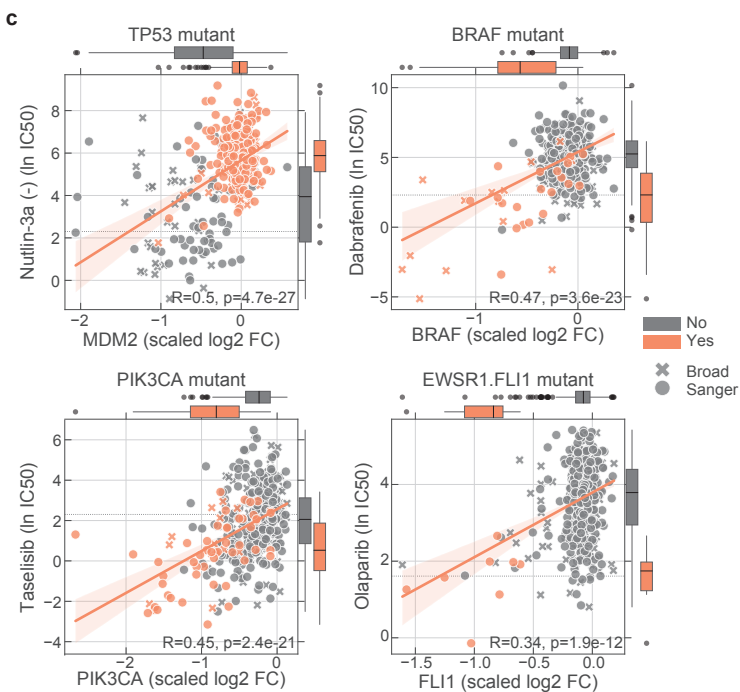 c
TP53 mutant
BRAF mutant
8
6
4
2
0
Nutlin-3a (-) (ln IC50)
R=0.5, p=4.7e-27
−2
−1
0
MDM2 (scaled log2 FC)
10
5
0
−5
Dabrafenib (ln IC50)
R=0.47, p=3.6e-23
−1
0
BRAF (scaled log2 FC)
No
Yes
Broad
Sanger
PIK3CA mutant
EWSR1.FLI1 mutant
6
4
2
0
−2
−4
Taselisib (ln IC50)
R=0.45, p=2.4e-21
−2
−1
0
PIK3CA (scaled log2 FC)
4
2
0
Olaparib (ln IC50)
R=0.34, p=1.9e-12
−1.5
−1.0
−0.5
0.0
FLI1 (scaled log2 FC)